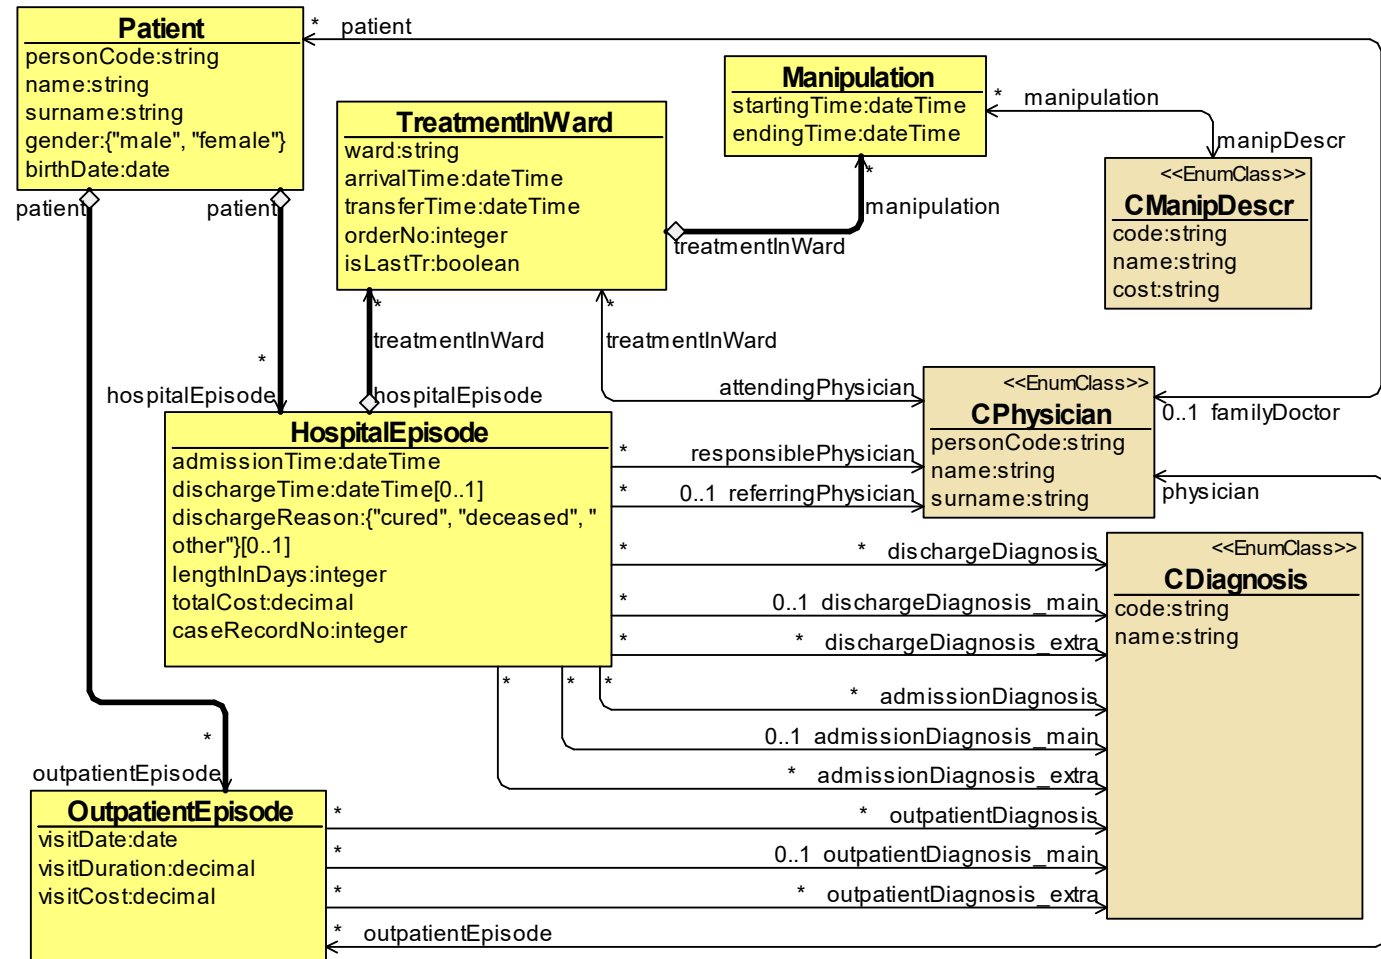 Patient
personCode:string
name:string
surname:string
gender:{"male", "female"}
birthDate:date
* patient
patient
patient
TreatmentInWard
ward:string
arrivalTime:dateTime
transferTime:dateTime
orderNo:integer
isLastTr:boolean
Manipulation
startingTime:dateTime
endingTime:dateTime
* manipulation
manipDescr
*
manipulation
treatmentInWard
<<EnumClass>>
CManipDescr
code:string
name:string
cost:string
*
treatmentInWard
*
treatmentInWard
*
hospitalEpisode
hospitalEpisode
attendingPhysician
<<EnumClass>>
CPhysician
personCode:string
name:string
surname:string
0..1 familyDoctor
physician
HospitalEpisode
admissionTime:dateTime
dischargeTime:dateTime[0..1]
dischargeReason:{"cured", "deceased", "
other"}[0..1]
lengthInDays:integer
totalCost:decimal
caseRecordNo:integer
* responsiblePhysician
* 0..1 referringPhysician
* * dischargeDiagnosis
* 0..1 dischargeDiagnosis_main
* * dischargeDiagnosis_extra
* * admissionDiagnosis
* 0..1 admissionDiagnosis_main
* * admissionDiagnosis_extra
<<EnumClass>>
CDiagnosis
code:string
name:string
*
outpatientEpisode
OutpatientEpisode
visitDate:date
visitDuration:decimal
visitCost:decimal
* * outpatientDiagnosis
* 0..1 outpatientDiagnosis_main
* * outpatientDiagnosis_extra
* outpatientEpisode